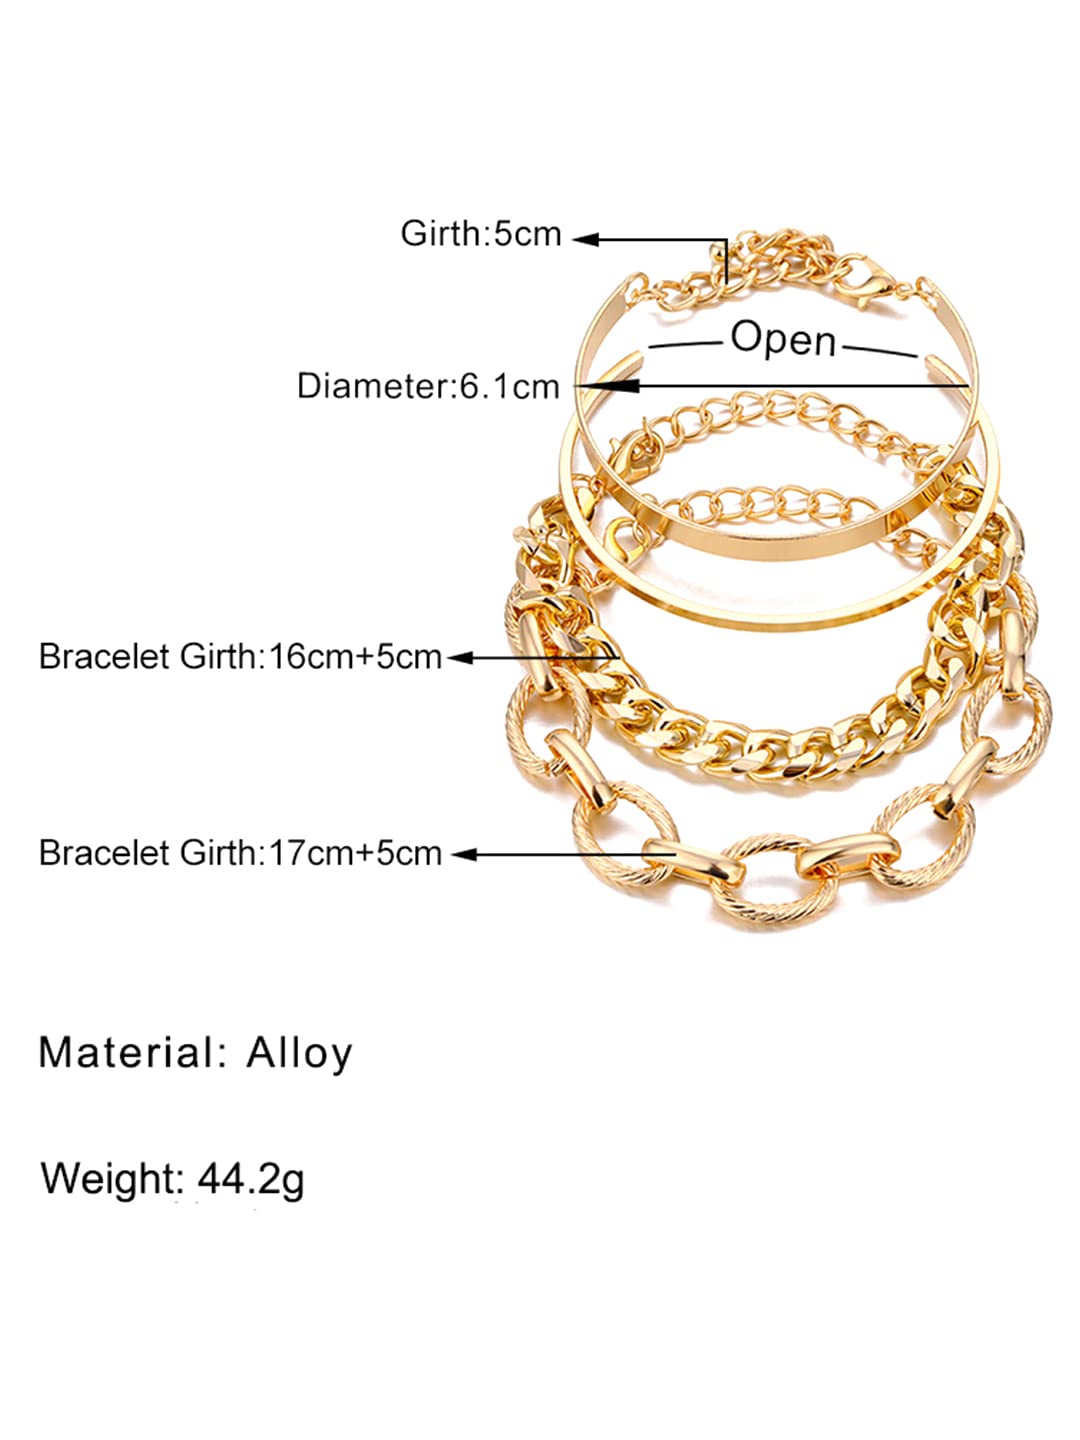 Girth:5cm
Open
Diameter:6.1cm
Bracelet Girth:16cm+5cm
Bracelet Girth:17cm+5cm
Material: Alloy
Weight: 44.2g